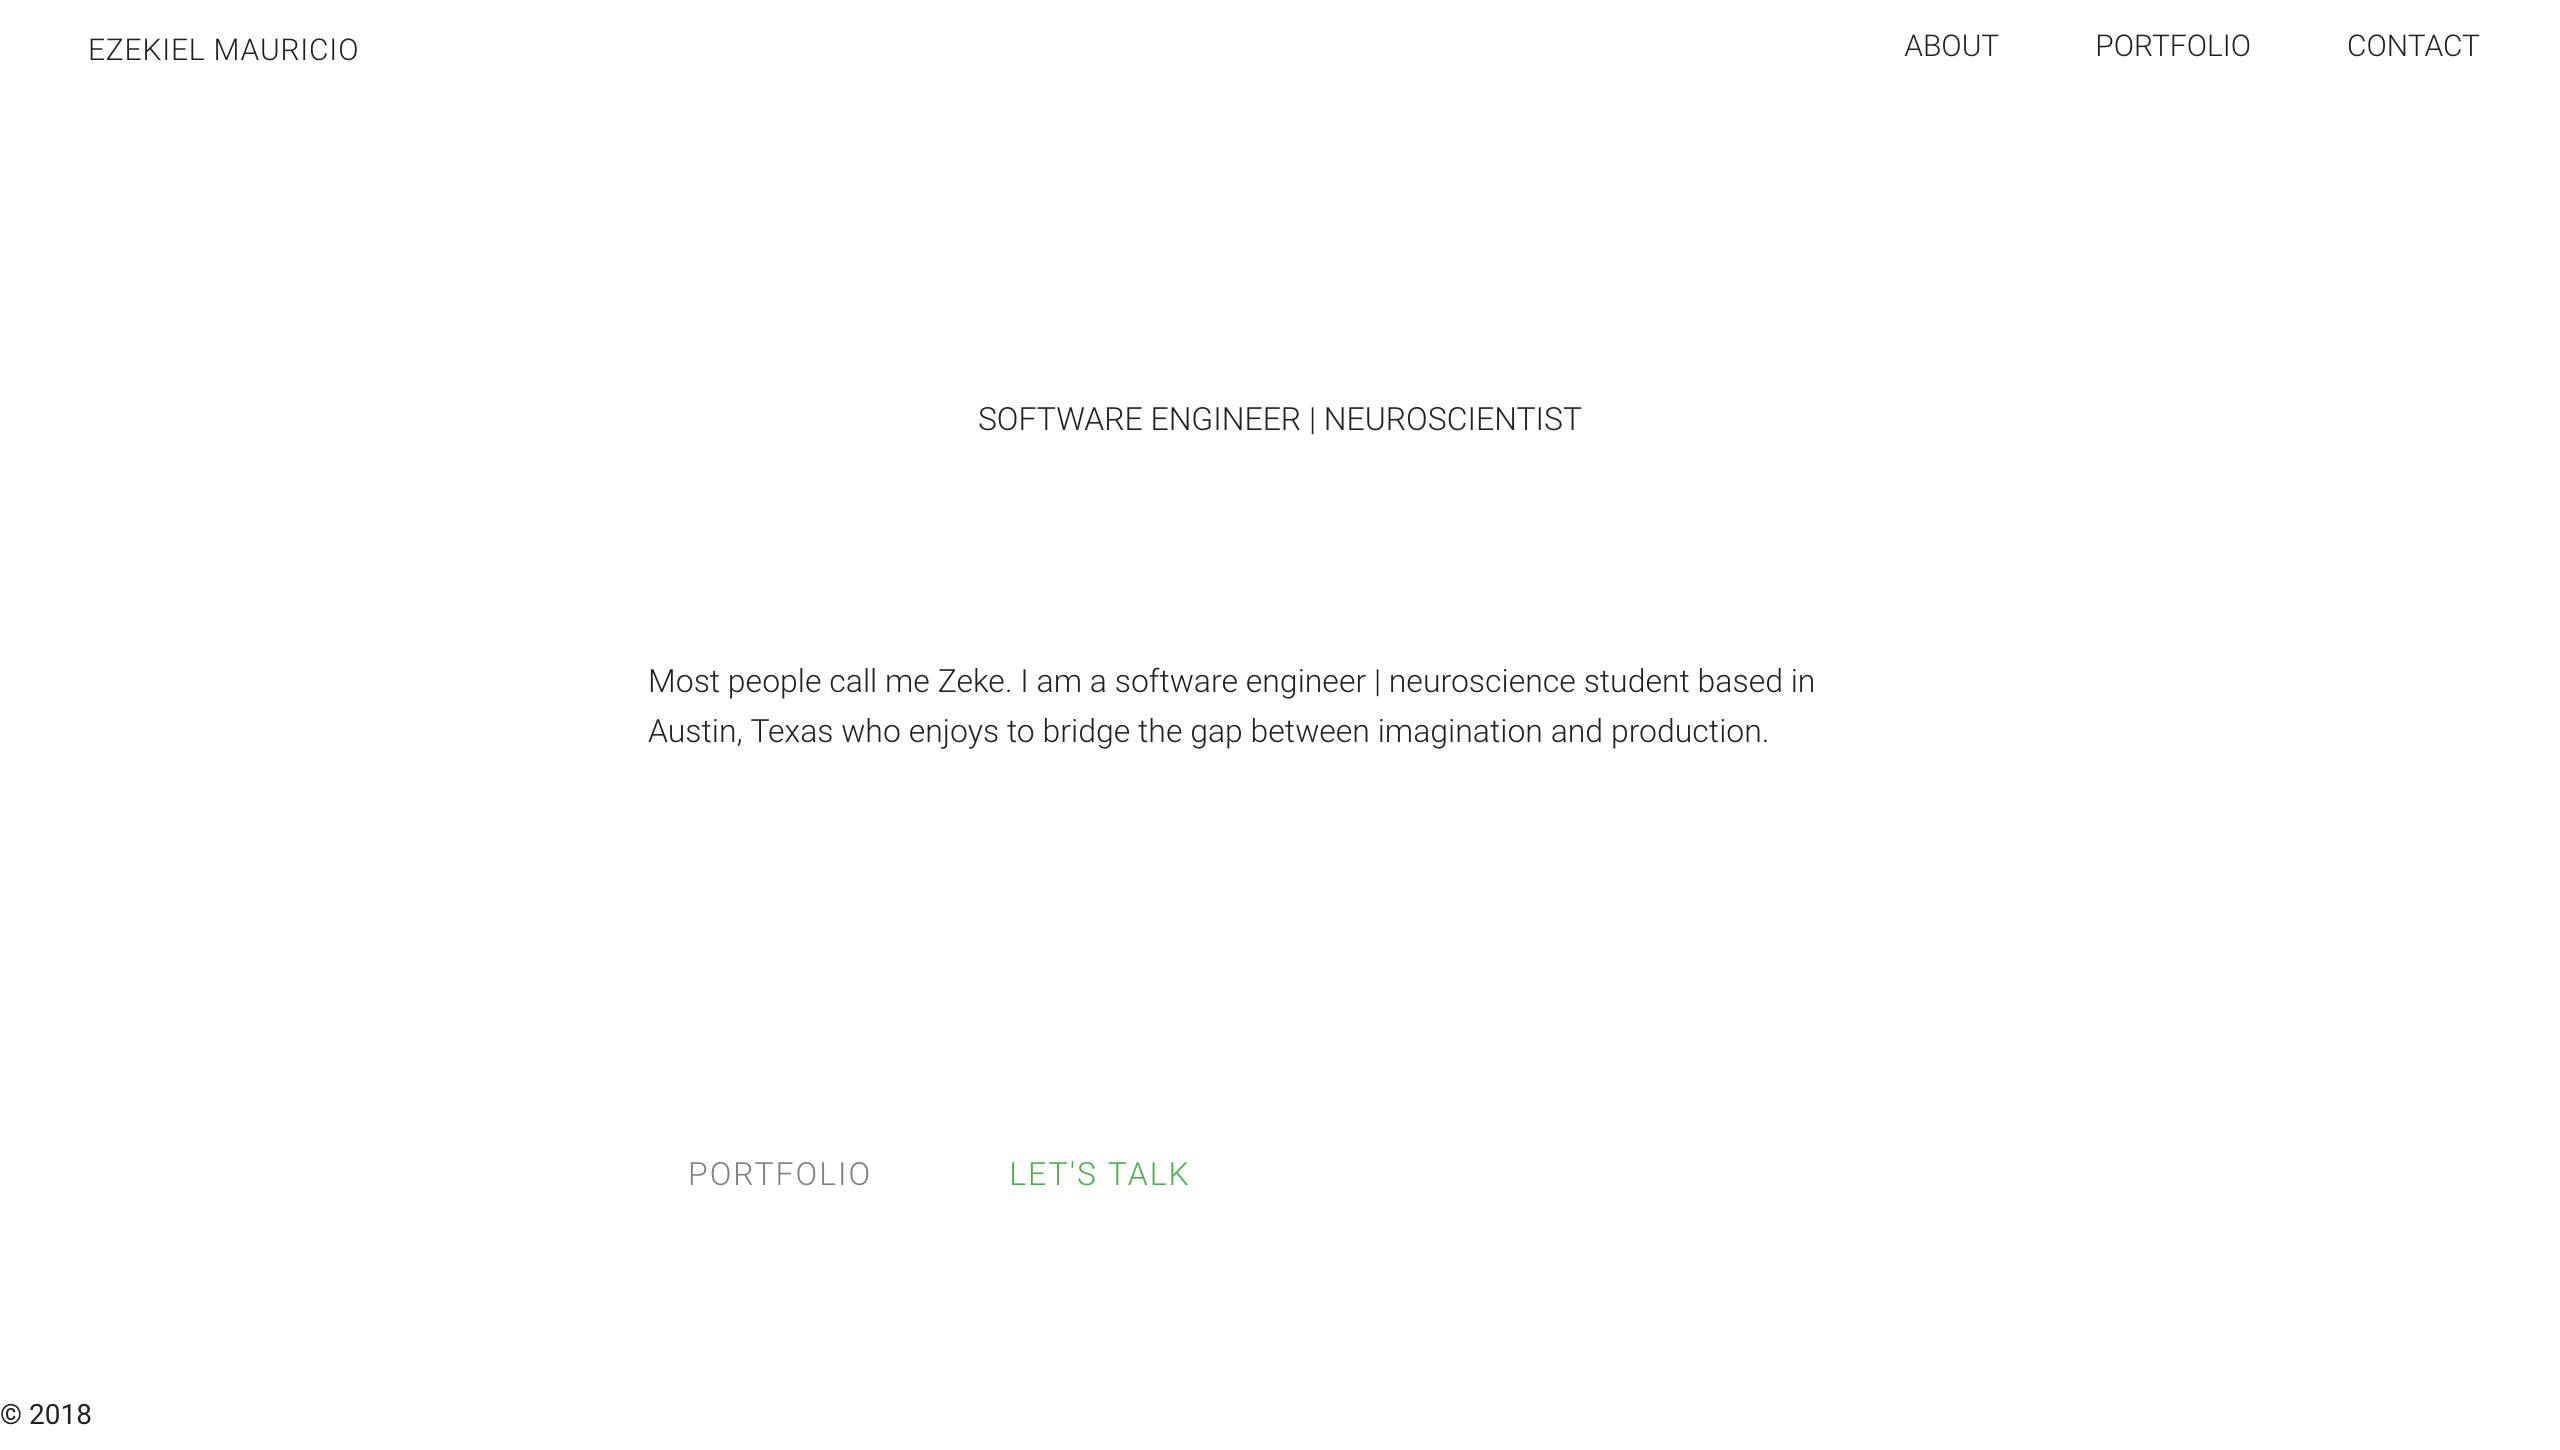 EZEKIEL MAURICIO
ABOUT
PORTFOLIO
CONTACT
SOFTWARE ENGINEER | NEUROSCIENTIST
Most people call me Zeke. I am a software engineer | neuroscience student based in
Austin, Texas who enjoys to bridge the gap between imagination and production.
PORTFOLIO
LET'S TALK
© 2018